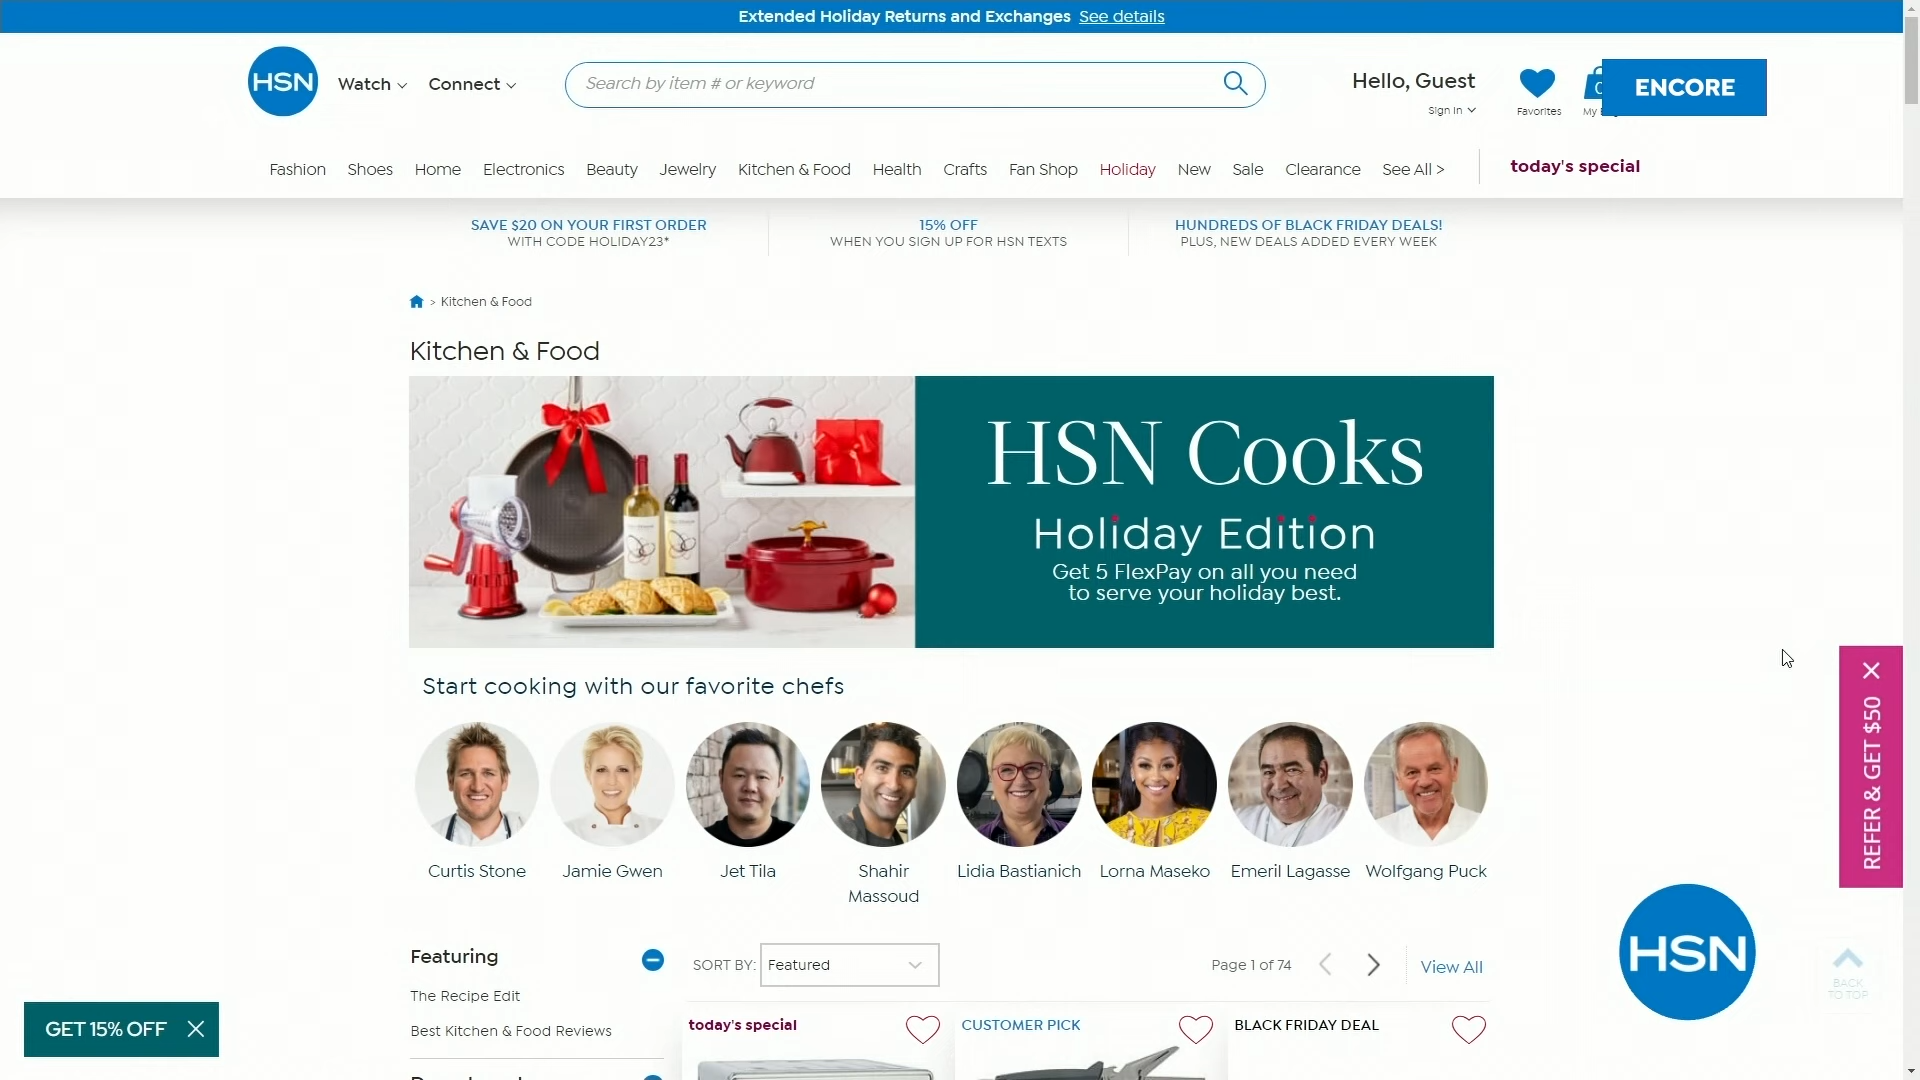 Extended Holiday Returns and Exchanges See details
HSN
Watch
Connect
Search by item # or keyword
Hello, Guest
Sign In
Favorites
My
ENCORE
Fashion Shoes Home Electronics Beauty Jewelry Kitchen & Food Health Crafts Fan Shop Holiday New Sale Clearance See All >
today's special
SAVE $20 ON YOUR FIRST ORDER
WITH CODE HOLIDAY23*
15% OFF
WHEN YOU SIGN UP FOR HSN TEXTS
HUNDREDS OF BLACK FRIDAY DEALS!
PLUS, NEW DEALS ADDED EVERY WEEK
> Kitchen & Food
Kitchen & Food
HSN Cooks
Holiday Edition
Get 5 FlexPay on all you need
to serve your holiday best.
Start cooking with our favorite chefs
Curtis Stone
Jamie Gwen
Jet Tila
Shahir
Massoud
Lidia Bastianich
Lorna Maseko
Emeril Lagasse
Wolfgang Puck
REFER & GET $50
Featuring
The Recipe Edit
Best Kitchen & Food Reviews
SORT BY: Featured
Page 1 of 74
View All
today's special
CUSTOMER PICK
BLACK FRIDAY DEAL
HSN
BACK
TO TOP
GET 15% OFF